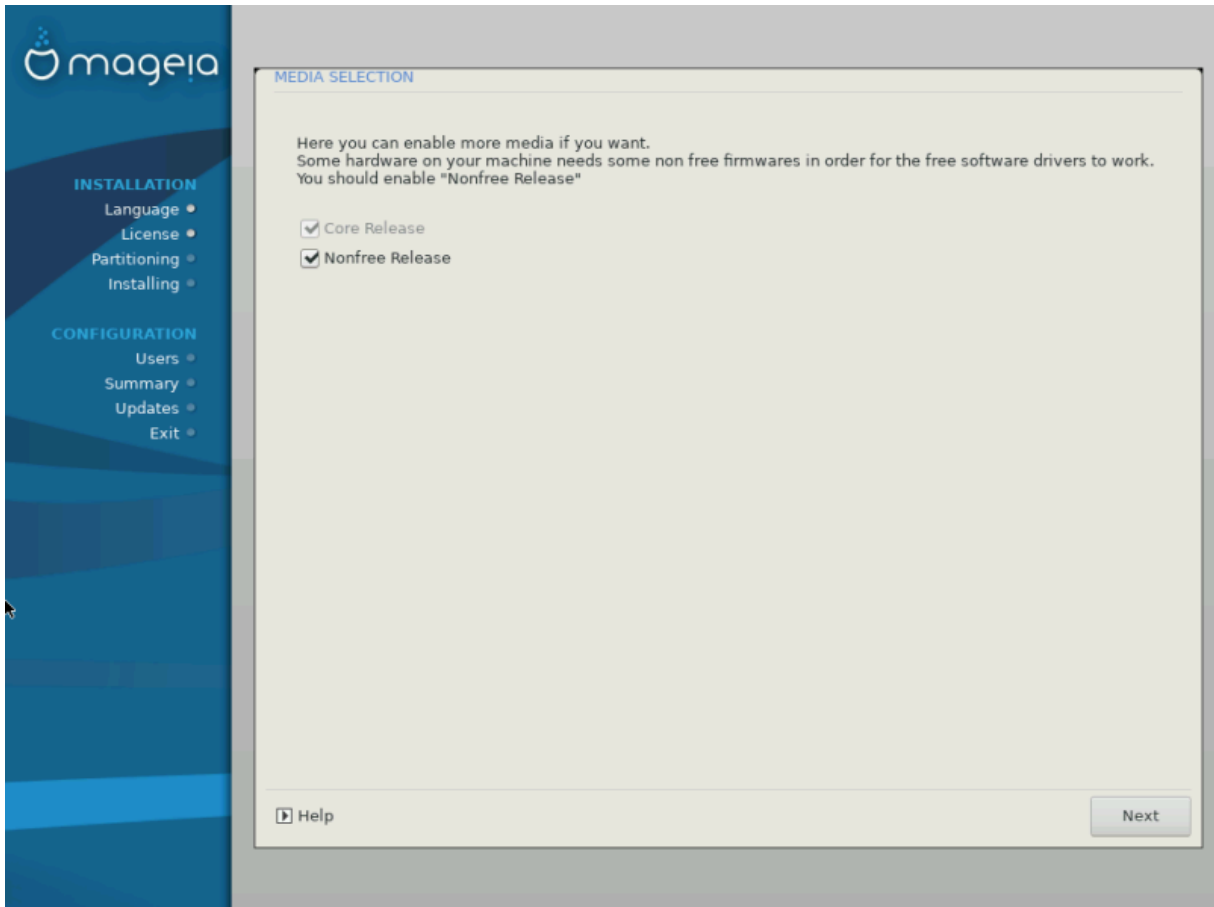 mageia
INSTALLATION
Language
License
Partitioning
Installing
CONFIGURATION
Users
Summary
Updates
Exit
MEDIA SELECTION
Here you can enable more media if you want.
Some hardware on your machine needs some non free firmwares in order for the free software drivers to work.
You should enable "Nonfree Release"
Core Release
Nonfree Release
Help
Next